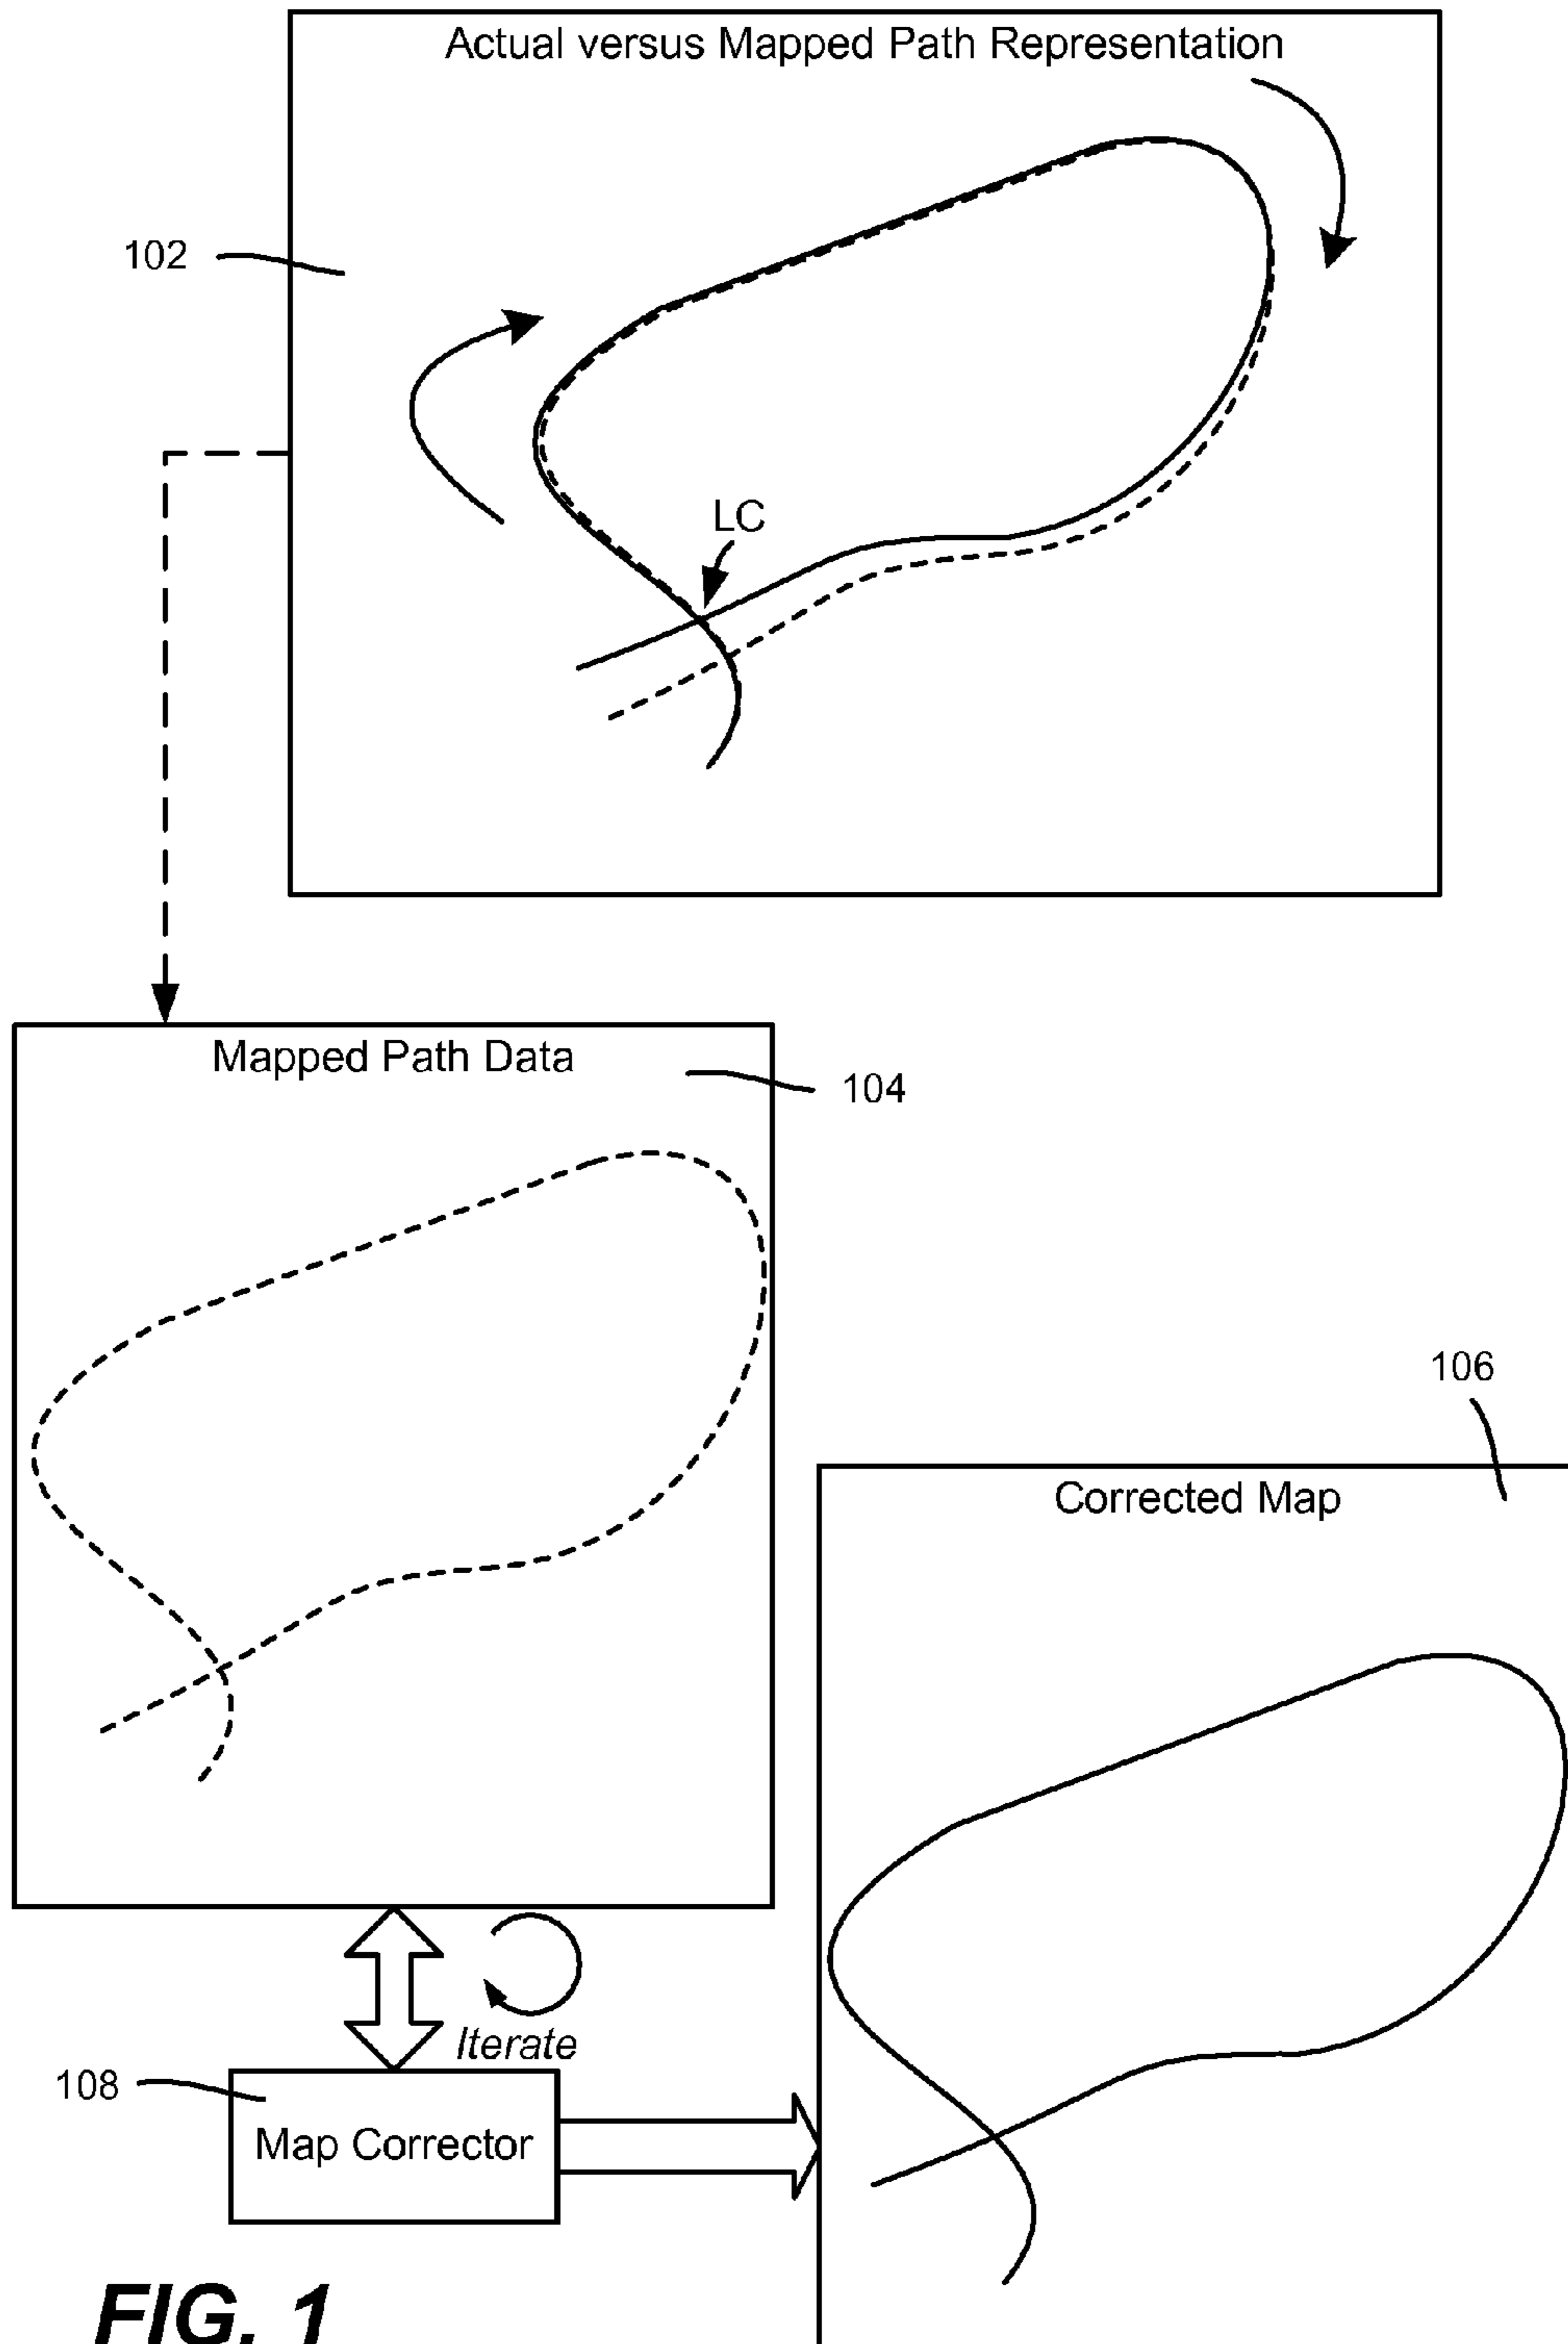 Actual versus Mapped Path Representation
102
LC
Mapped Path Data
104
106
Corrected Map
Iterate
108
Map Corrector
FIG. 1